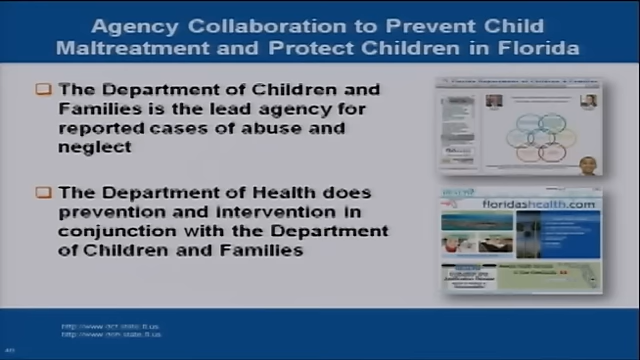 Agency Collaboration to Prevent Child
Maltreatment and Protect Children in Florida
The Department of Children and
Families is the lead agency for
reported cases of abuse and
neglect
The Department of Health does
prevention and intervention in
conjunction with the Department
of Children and Families
floridashealth.com
http://www.dcf.state.fl.us
http://www.doh.state.fl.us